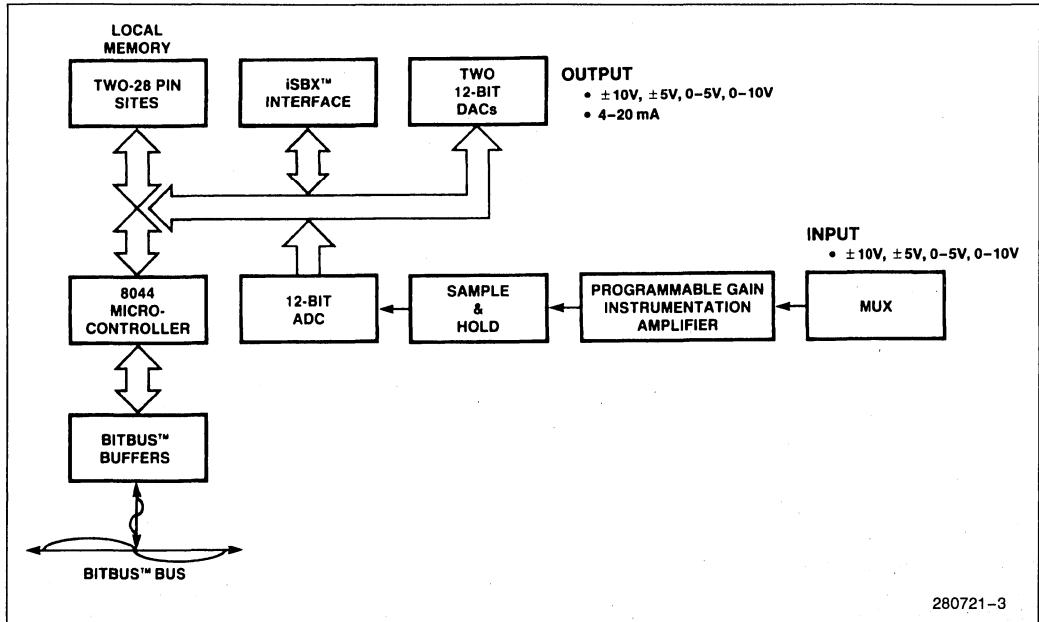 LOCAL
MEMORY
TWO-28 PIN
SITES
iSBX™
INTERFACE
TWO
12-BIT
DACs
OUTPUT
• ±10V, ±5V, 0–5V, 0–10V
• 4–20 mA
INPUT
• ±10V, ±5V, 0–5V, 0–10V
8044
MICRO-
CONTROLLER
12-BIT
ADC
SAMPLE
&
HOLD
PROGRAMMABLE GAIN
INSTRUMENTATION
AMPLIFIER
MUX
BITBUS™
BUFFERS
BITBUS™ BUS
280721–3